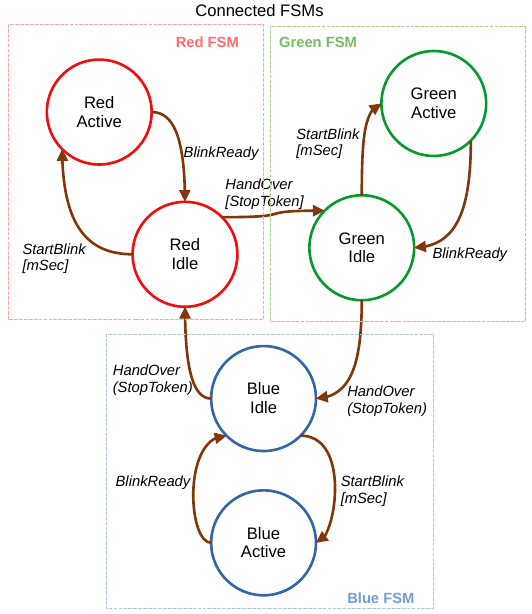 Connected FSMs
Red FSM
Green FSM
Red
Active
Green
Active
StartBlink
[mSec]
BlinkReady
HandOver
[StopToken]
StartBlink
[mSec]
Red
Idle
Green
Idle
BlinkReady
HandOver
(StopToken)
Blue
Idle
HandOver
(StopToken)
BlinkReady
StartBlink
[mSec]
Blue
Active
Blue FSM